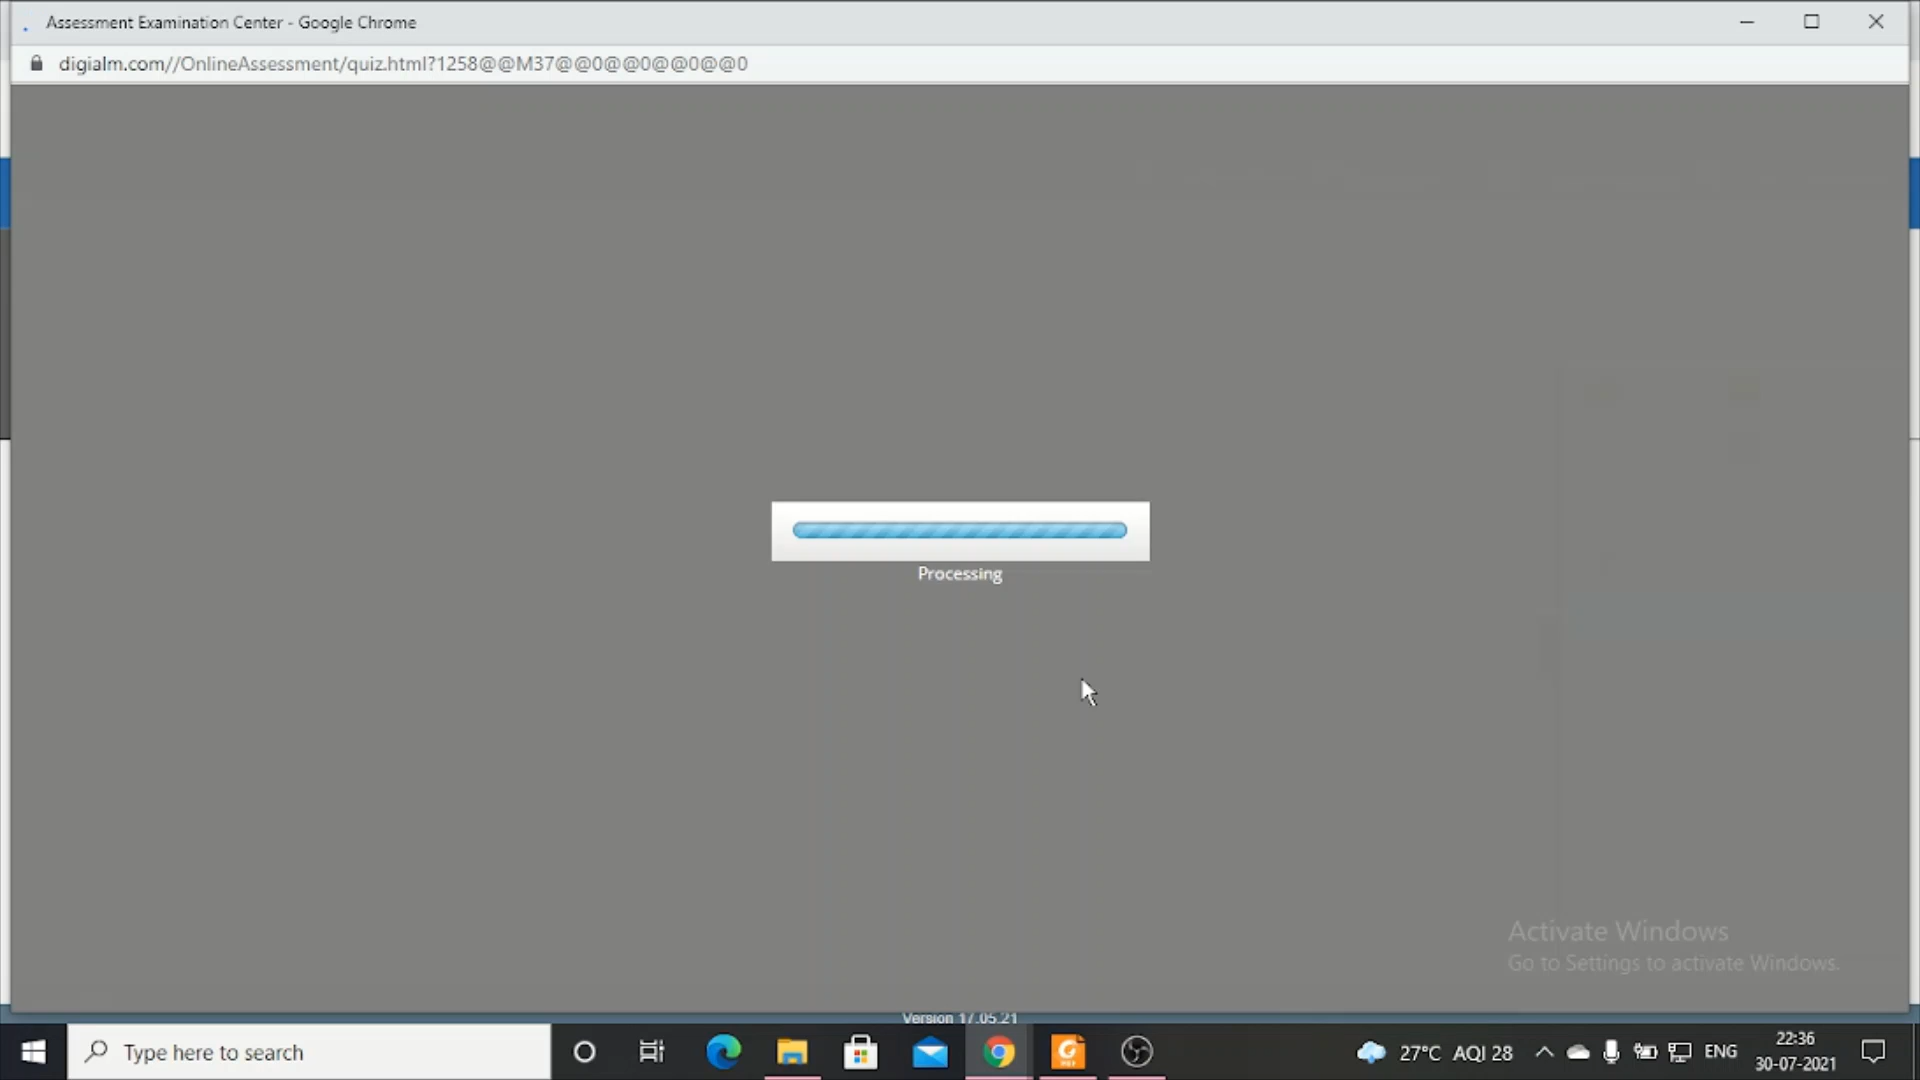 Assessment Examination Center - Google Chrome
digialm.com//OnlineAssessment/quiz.html?1258@@M37@@0@@0@@0@@0
Processing
Activate Windows
Go to Settings to activate Windows.
Version 17.05.21
Type here to search
27°C AQI 28
ENG
22:36
30-07-2021